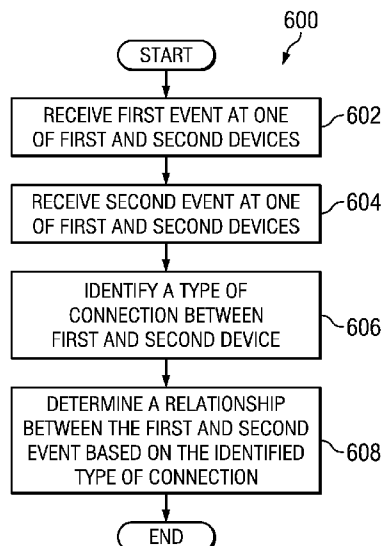 600
START
RECEIVE FIRST EVENT AT ONE
OF FIRST AND SECOND DEVICES
602
RECEIVE SECOND EVENT AT ONE
OF FIRST AND SECOND DEVICES
604
IDENTIFY A TYPE OF
CONNECTION BETWEEN
FIRST AND SECOND DEVICE
606
DETERMINE A RELATIONSHIP
BETWEEN THE FIRST AND SECOND
EVENT BASED ON THE IDENTIFIED
TYPE OF CONNECTION
608
END